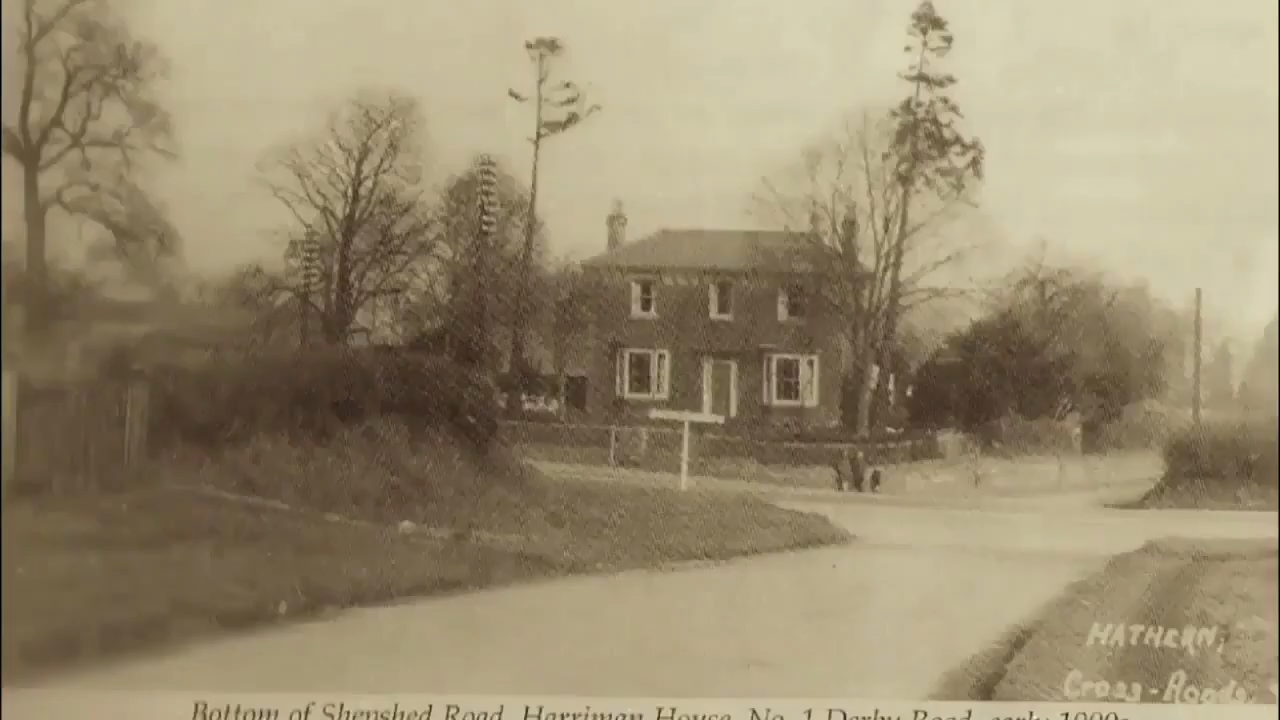 HATHERN,
Cross-Roads
Bottom of Shepshed Road, Harriman House, No. 1 Derby Road, early 1900s